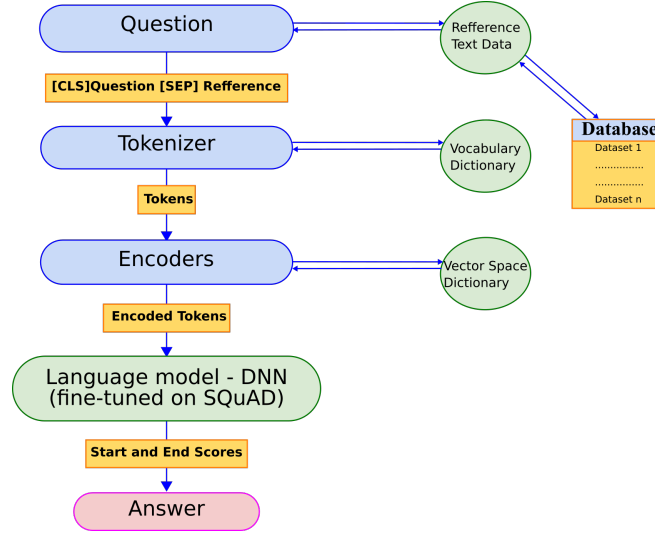 Question
Refference
Text Data
[CLS]Question [SEP] Refference
Database
Dataset 1
................
................
Dataset n
Tokenizer
Vocabulary
Dictionary
Tokens
Encoders
Vector Space
Dictionary
Encoded Tokens
Language model - DNN
(fine-tuned on SQuAD)
Start and End Scores
Answer